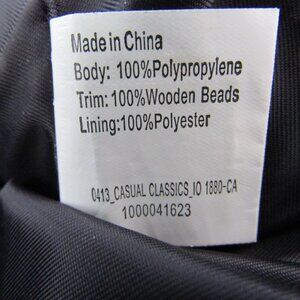 Made in China
Body: 100%Polypropylene
Trim: 100%Wooden Beads
Lining:100%Polyester
0413_CASUAL CLASSICS_IO 1880-CA
1000041623